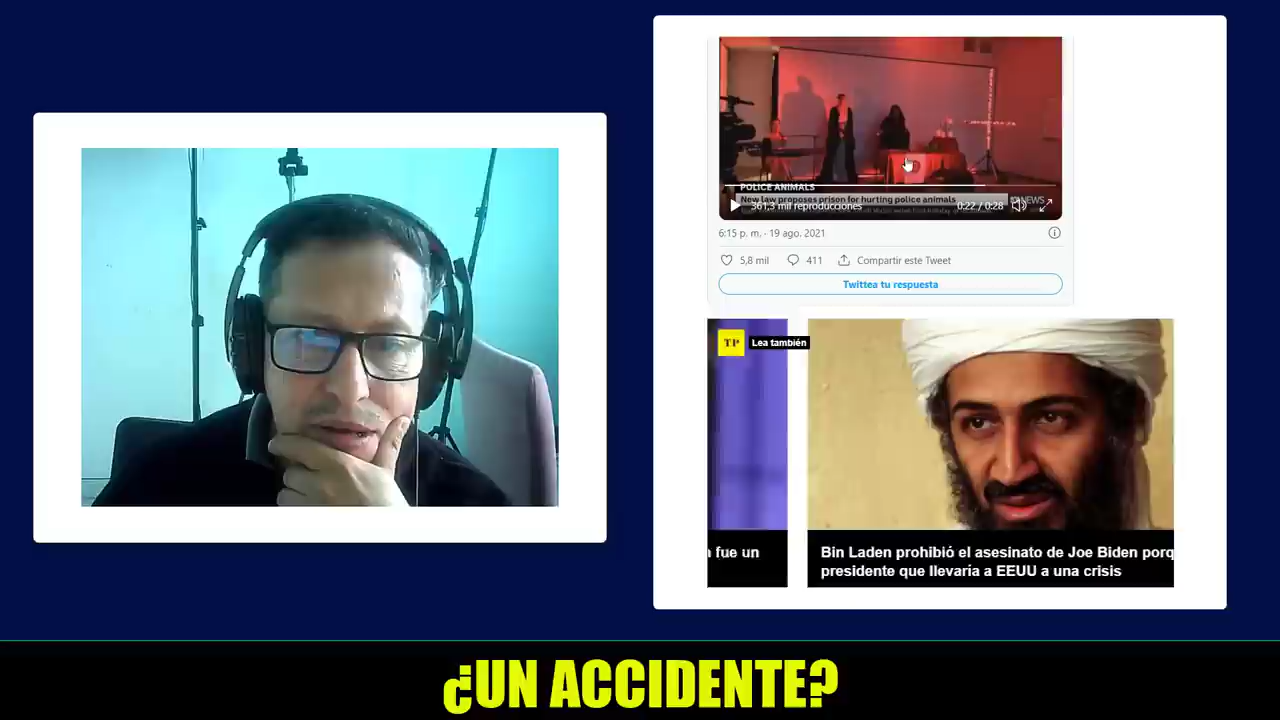 POLICE ANIMALS
New law proposes prison for hurting police animals
361,3 mil reproducciones
0:22 / 0:28
NEWS
6:15 p. m. · 19 ago. 2021
5,8 mil
411
Compartir este Tweet
Twittea tu respuesta
TP
Lea también
fue un
Bin Laden prohibió el asesinato de Joe Biden porq
presidente que llevaría a EEUU a una crisis
¿UN ACCIDENTE?